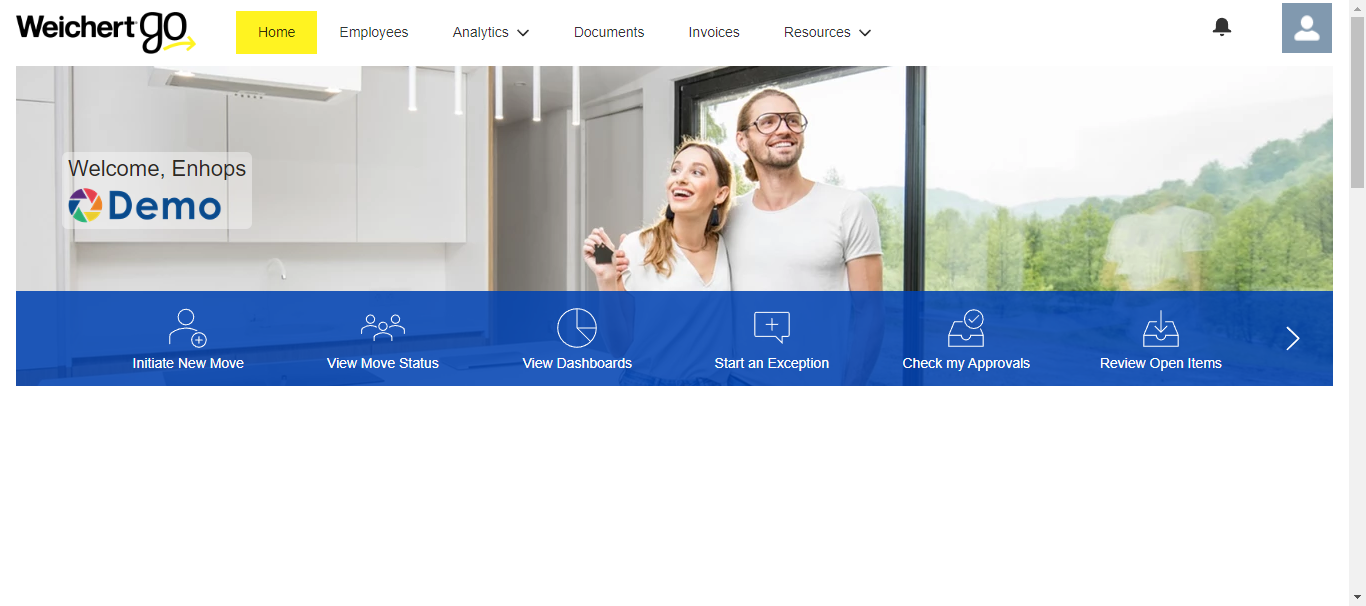 Weichert go Home Employees Analytics Documents Invoices Resources
Welcome, Enhops
Demo
Initiate New Move View Move Status View Dashboards Start an Exception Check my Approvals Review Open Items